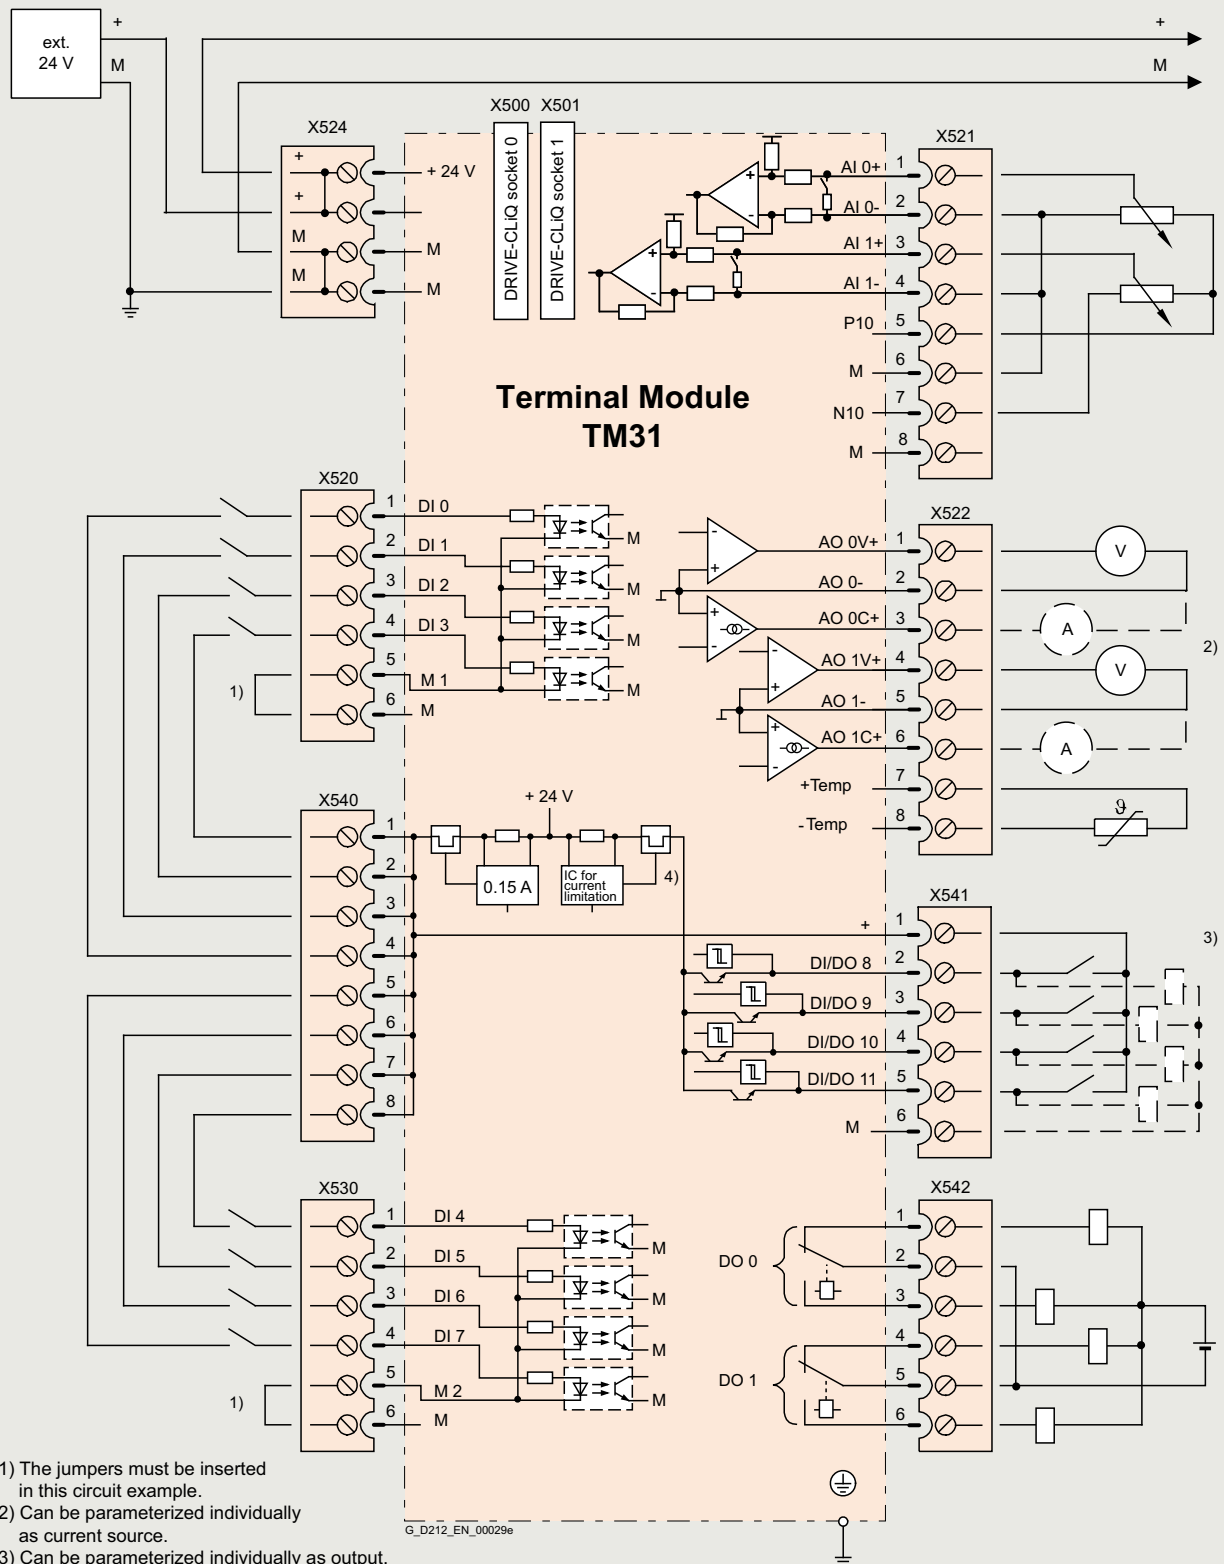 ext.
24 V
+
M
+
M
X500 X501
X524
X521
+
+
M
M
+ 24 V
M
M
DRIVE-CLiQ socket 0
DRIVE-CLiQ socket 1
+
-
+
-
AI 0+ 1
AI 0- 2
AI 1+ 3
AI 1- 4
P10 5
M 6
N10 7
M 8
Terminal Module
TM31
X520
1 DI 0
2 DI 1
3 DI 2
4 DI 3
5 M 1
6 M
1)
M
M
M
M
X522
-
+
+
-
-
+
+
-
AO 0V+ 1
AO 0- 2
AO 0C+ 3
AO 1V+ 4
AO 1- 5
AO 1C+ 6
+Temp 7
- Temp 8
V
A
V
A
2)
ϑ
X540
1
2
3
4
5
6
7
8
+ 24 V
0.15 A
IC for
current
limitation
4)
X541
+ 1
DI/DO 8 2
DI/DO 9 3
DI/DO 10 4
DI/DO 11 5
M 6
3)
X530
1 DI 4
2 DI 5
3 DI 6
4 DI 7
5 M 2
6 M
1)
M
M
M
M
X542
DO 0
DO 1
1
2
3
4
5
6
1) The jumpers must be inserted
in this circuit example.
2) Can be parameterized individually
as current source.
3) Can be parameterized individually as output.
G_D212_EN_00029e